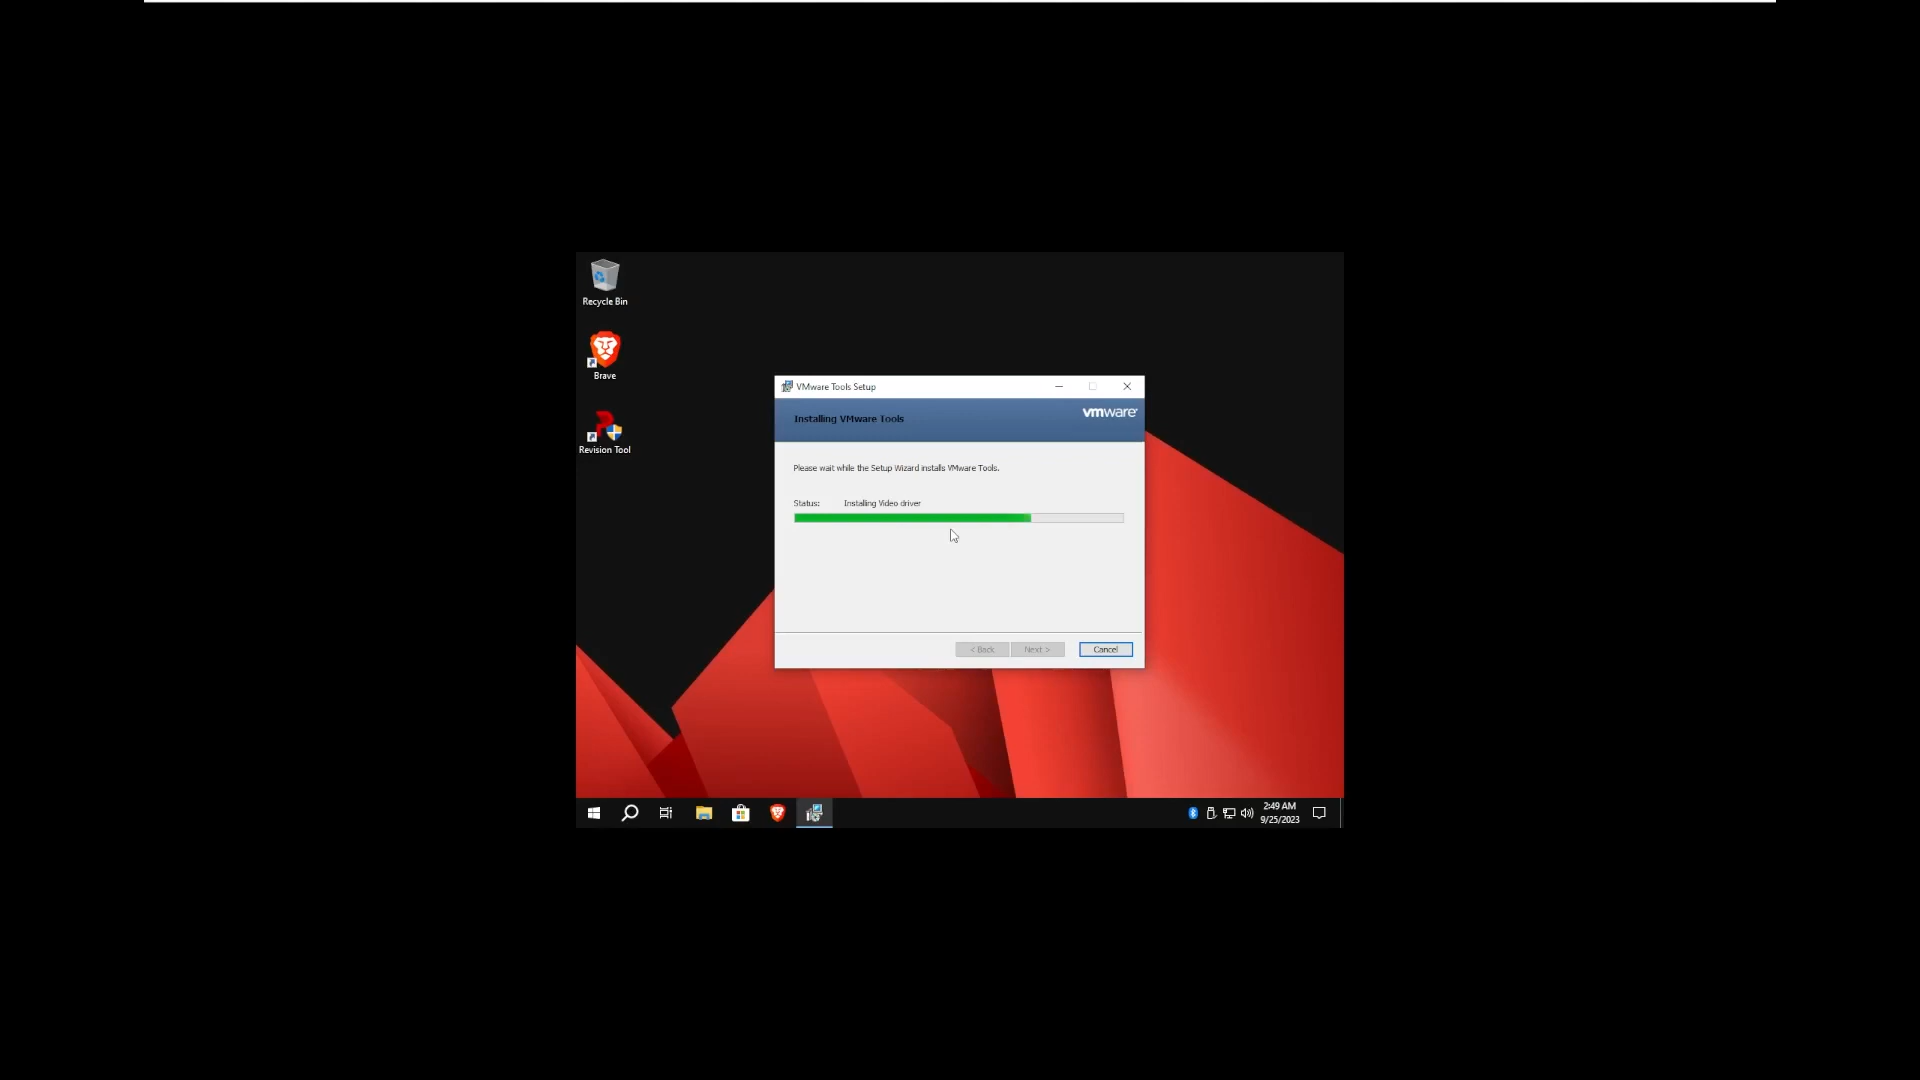 Recycle Bin
Brave
Revision Tool
VMware Tools Setup
Installing VMware Tools
vmware
Please wait while the Setup Wizard installs VMware Tools.
Status: Installing Video driver
< Back Next > Cancel
2:49 AM
9/25/2023